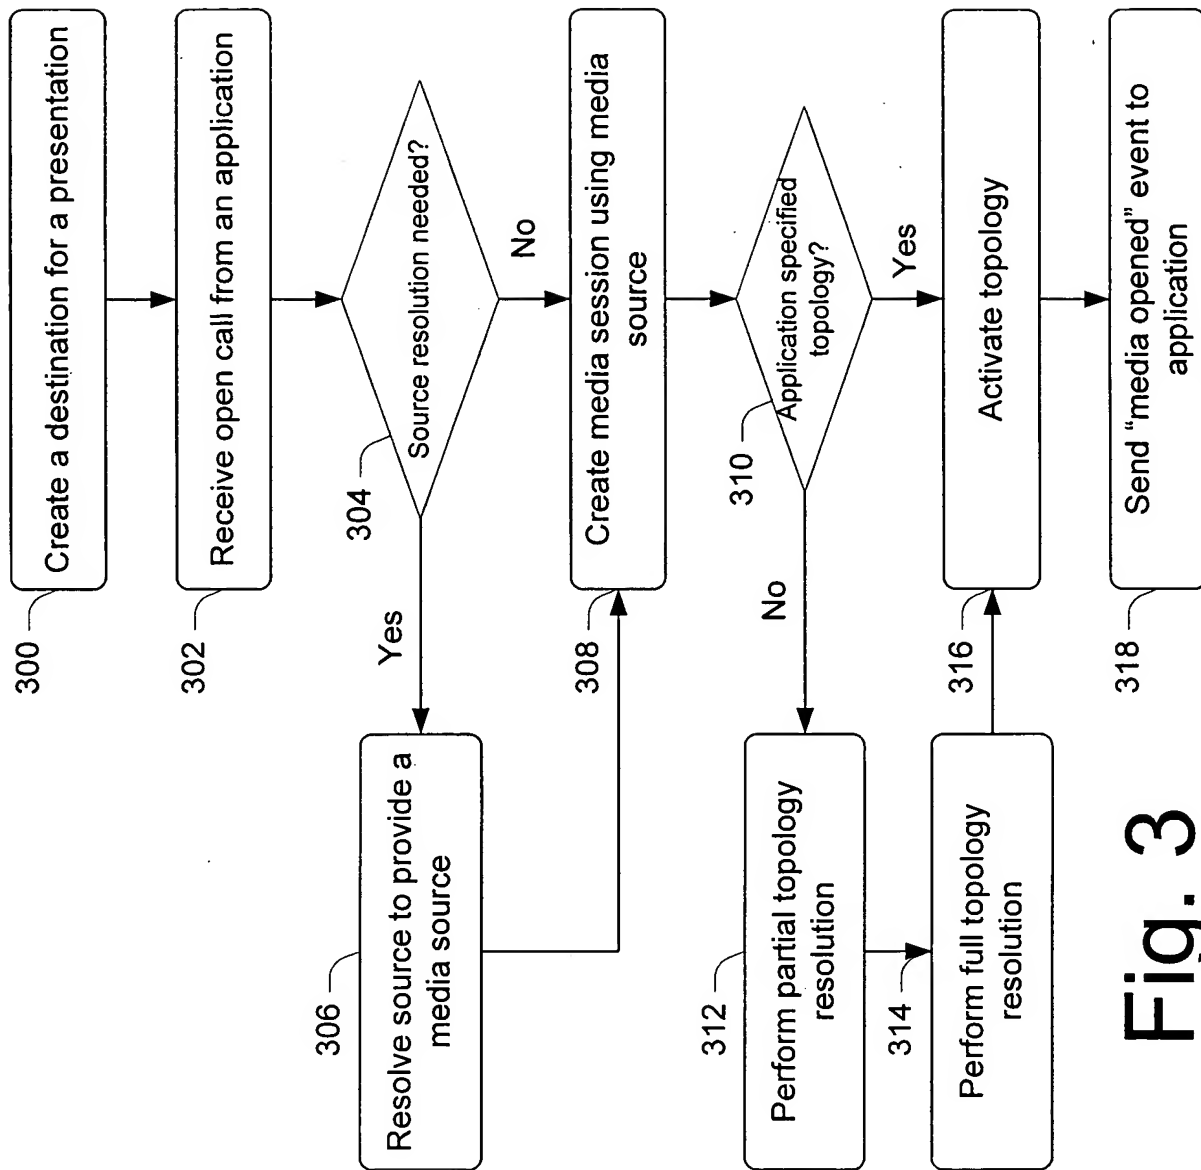 300
Create a destination for a presentation
302
Receive open call from an application
304
Source resolution needed?
Yes
No
306
Resolve source to provide a
media source
308
Create media session using media
source
310
Application specified
topology?
No
Yes
312
Perform partial topology
resolution
314
Perform full topology
resolution
316
Activate topology
318
Send “media opened” event to
application
Fig. 3